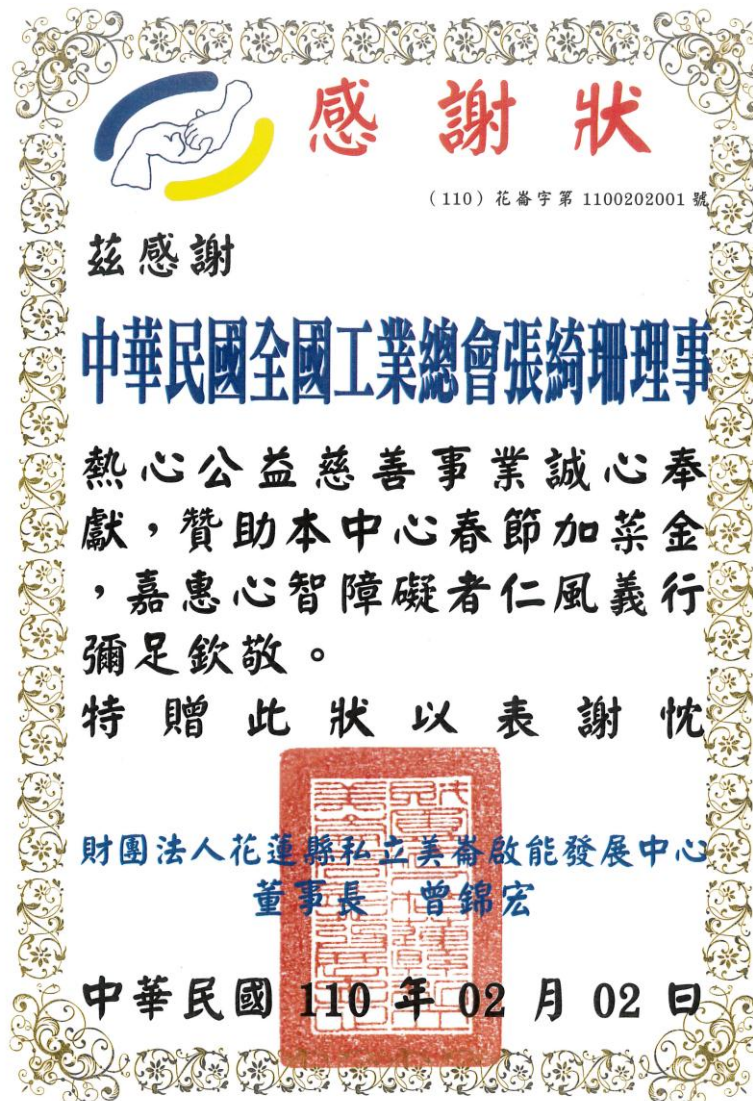 感謝狀
（110）花崙字第 1100202001 號
茲感謝
中華民國全國工業總會張綺珊理事
熱心公益慈善事業誠心奉
獻，贊助本中心春節加菜金
，嘉惠心智障礙者仁風義行
彌足欽敬。
特贈此狀以表謝忱
財團法人花蓮縣私立美崙啟能發展中心
董事長　曾錦宏
中華民國 110 年 02 月 02 日